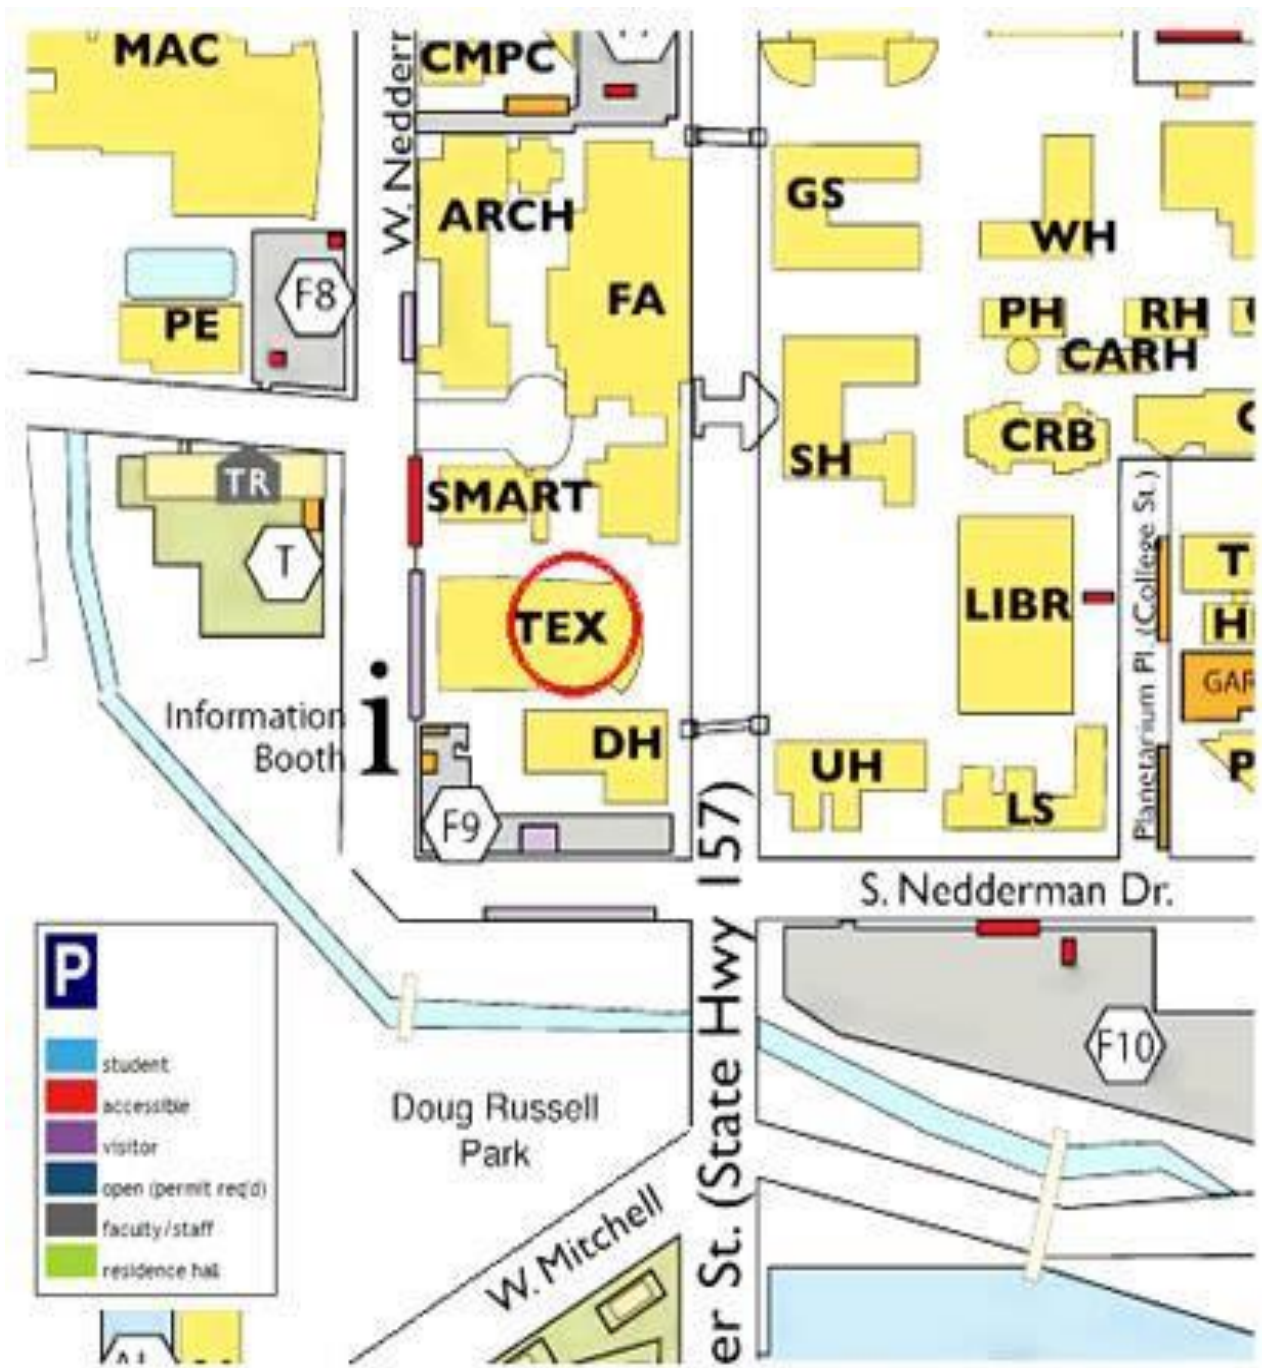 MAC
W. Nedderr
CMPC
ARCH
GS
WH
F8
PE
FA
PH
RH
CARH
CRB
SH
TR
SMART
T
TEX
LIBR
Planetarium Pl. (College St.)
T
H
GAR
Information
Booth
i
DH
UH
LS
P
F9
S. Nedderman Dr.
er St. (State Hwy 157)
F10
P
student
accessible
visitor
open (permit req'd)
faculty/staff
residence hall
Doug Russell
Park
W. Mitchell